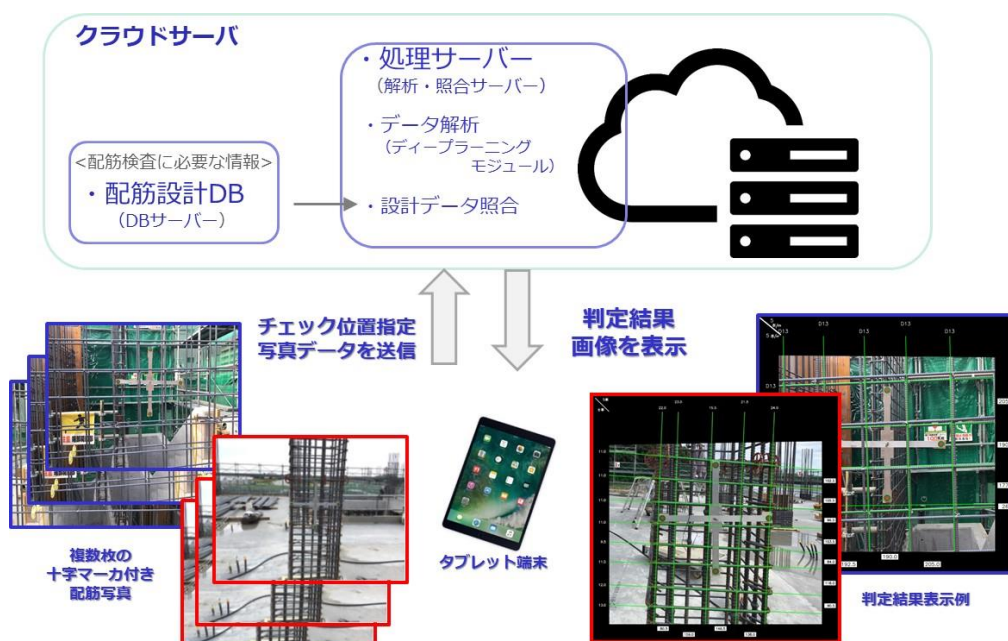 クラウドサーバ
・処理サーバー
（解析・照合サーバー）
・データ解析
（ディープラーニング
モジュール）
・設計データ照合
<配筋検査に必要な情報>
・配筋設計DB
（DBサーバー）
チェック位置指定
写真データを送信
判定結果
画像を表示
複数枚の
十字マーカ付き
配筋写真
タブレット端末
判定結果表示例
D13 D13 D13 D13
D13